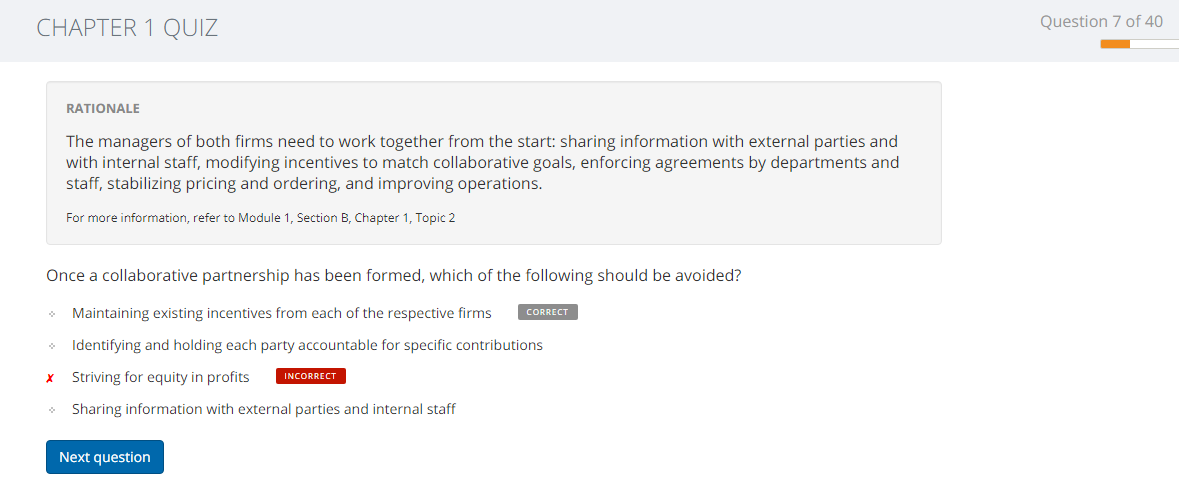 CHAPTER 1 QUIZ
Question 7 of 40
RATIONALE
The managers of both firms need to work together from the start: sharing information with external parties and
with internal staff, modifying incentives to match collaborative goals, enforcing agreements by departments and
staff, stabilizing pricing and ordering, and improving operations.
For more information, refer to Module 1, Section B, Chapter 1, Topic 2
Once a collaborative partnership has been formed, which of the following should be avoided?
Maintaining existing incentives from each of the respective firms CORRECT
Identifying and holding each party accountable for specific contributions
✗ Striving for equity in profits INCORRECT
Sharing information with external parties and internal staff
Next question